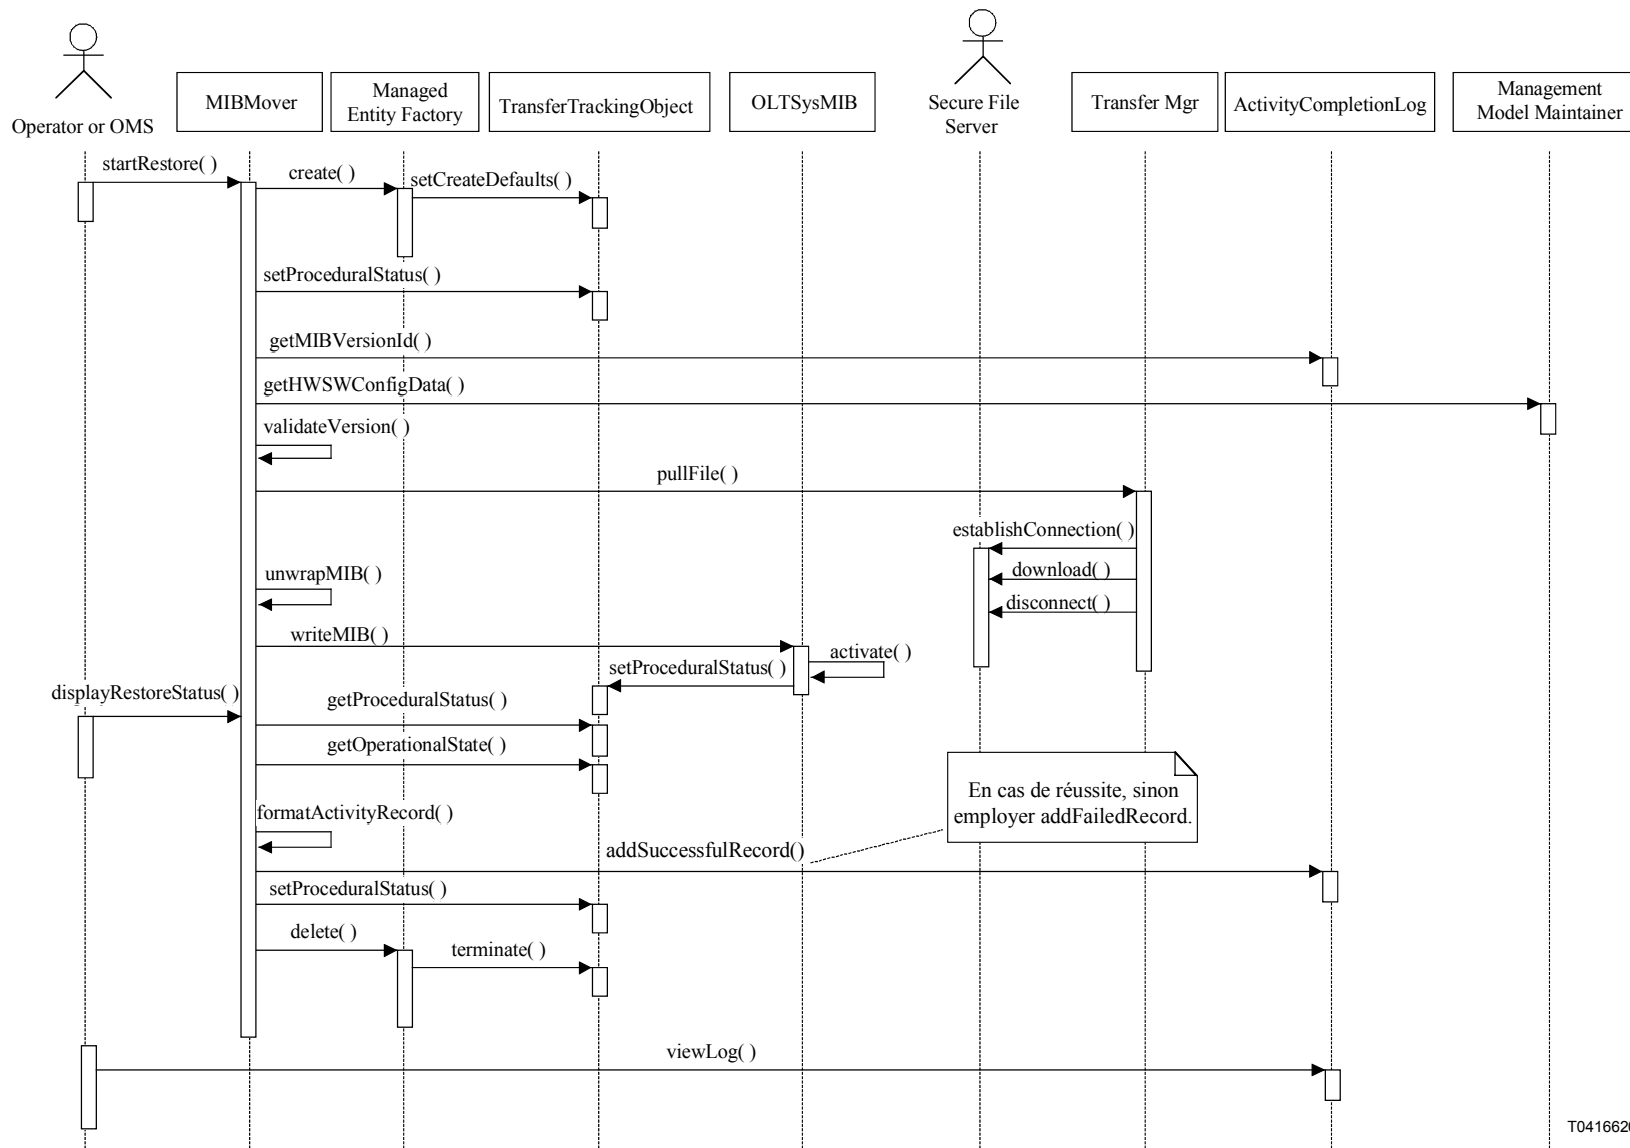 Operator or OMS
MIBMover
Managed
Entity Factory
TransferTrackingObject
OLTSysMIB
Secure File
Server
Transfer Mgr
ActivityCompletionLog
Management
Model Maintainer
startRestore( )
create( )
setCreateDefaults( )
setProceduralStatus( )
getMIBVersionId( )
getHWSWConfigData( )
validateVersion( )
pullFile( )
establishConnection( )
download( )
disconnect( )
unwrapMIB( )
writeMIB( )
activate( )
setProceduralStatus( )
displayRestoreStatus( )
getProceduralStatus( )
getOperationalState( )
En cas de réussite, sinon
employer addFailedRecord.
formatActivityRecord( )
addSuccessfulRecord()
setProceduralStatus( )
delete( )
terminate( )
viewLog( )